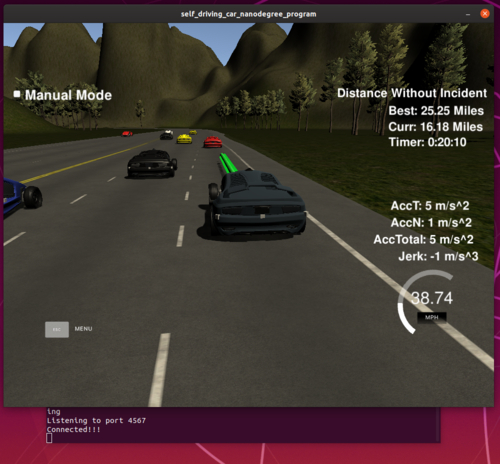 self_driving_car_nanodegree_program
Manual Mode
Distance Without Incident
Best: 25.25 Miles
Curr: 16.18 Miles
Timer: 0:20:10
AccT: 5 m/s^2
AccN: 1 m/s^2
AccTotal: 5 m/s^2
Jerk: -1 m/s^3
38.74
MPH
MENU
ing
Listening to port 4567
Connected!!!